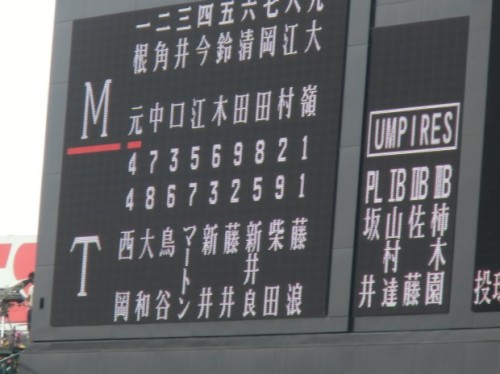 一二三四五六七八九
M
根元
角中
井口
今江
鈴木
清田
岡田
江村
大嶺
4 7 3 5 6 9 8 2 1
4 8 6 7 3 2 5 9 1
T
西岡
大和
鳥谷
マートン
新井
藤井
新井良
柴田
藤浪
UMPIRES
PL 坂井
IB 山村達
IIB 佐藤
IIIB 柿木園
投球